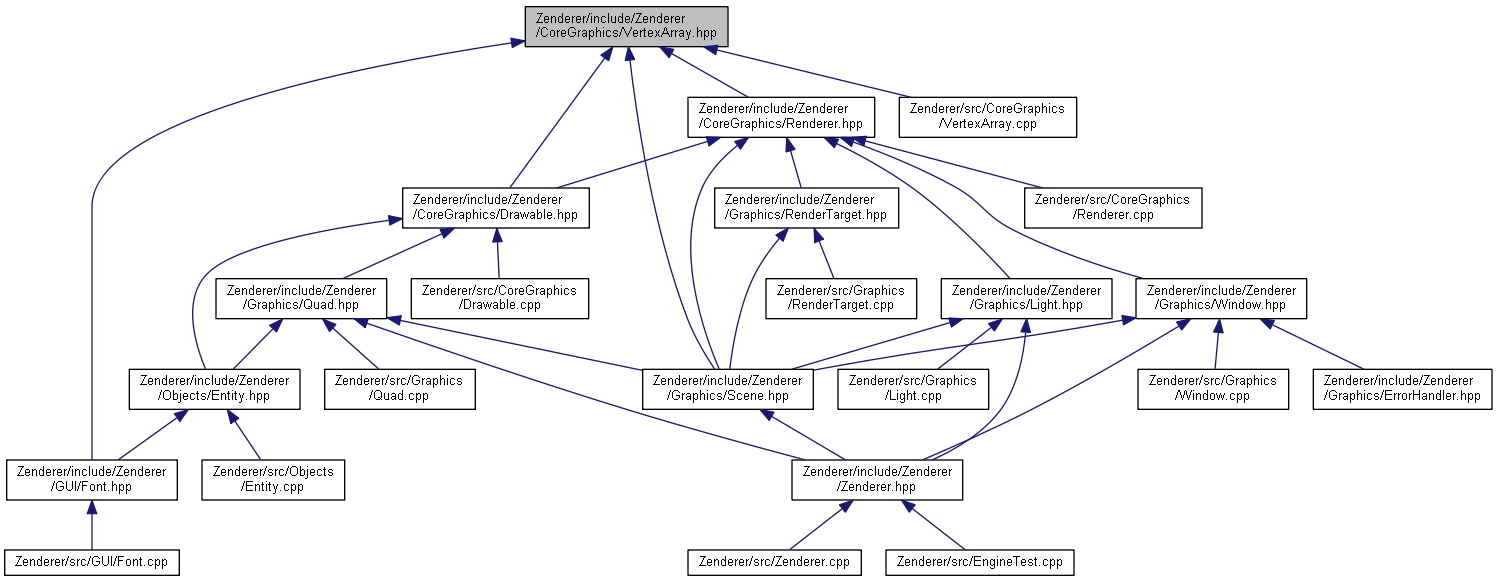 Zenderer/include/Zenderer
/CoreGraphics/VertexArray.hpp
Zenderer/include/Zenderer
/CoreGraphics/Renderer.hpp
Zenderer/src/CoreGraphics
/VertexArray.cpp
Zenderer/include/Zenderer
/CoreGraphics/Drawable.hpp
Zenderer/include/Zenderer
/Graphics/RenderTarget.hpp
Zenderer/src/CoreGraphics
/Renderer.cpp
Zenderer/include/Zenderer
/Graphics/Quad.hpp
Zenderer/src/CoreGraphics
/Drawable.cpp
Zenderer/src/Graphics
/RenderTarget.cpp
Zenderer/include/Zenderer
/Graphics/Light.hpp
Zenderer/include/Zenderer
/Graphics/Window.hpp
Zenderer/include/Zenderer
/Objects/Entity.hpp
Zenderer/src/Graphics
/Quad.cpp
Zenderer/include/Zenderer
/Graphics/Scene.hpp
Zenderer/src/Graphics
/Light.cpp
Zenderer/src/Graphics
/Window.cpp
Zenderer/include/Zenderer
/Graphics/ErrorHandler.hpp
Zenderer/include/Zenderer
/GUI/Font.hpp
Zenderer/src/Objects
/Entity.cpp
Zenderer/include/Zenderer
/Zenderer.hpp
Zenderer/src/GUI/Font.cpp
Zenderer/src/Zenderer.cpp
Zenderer/src/EngineTest.cpp